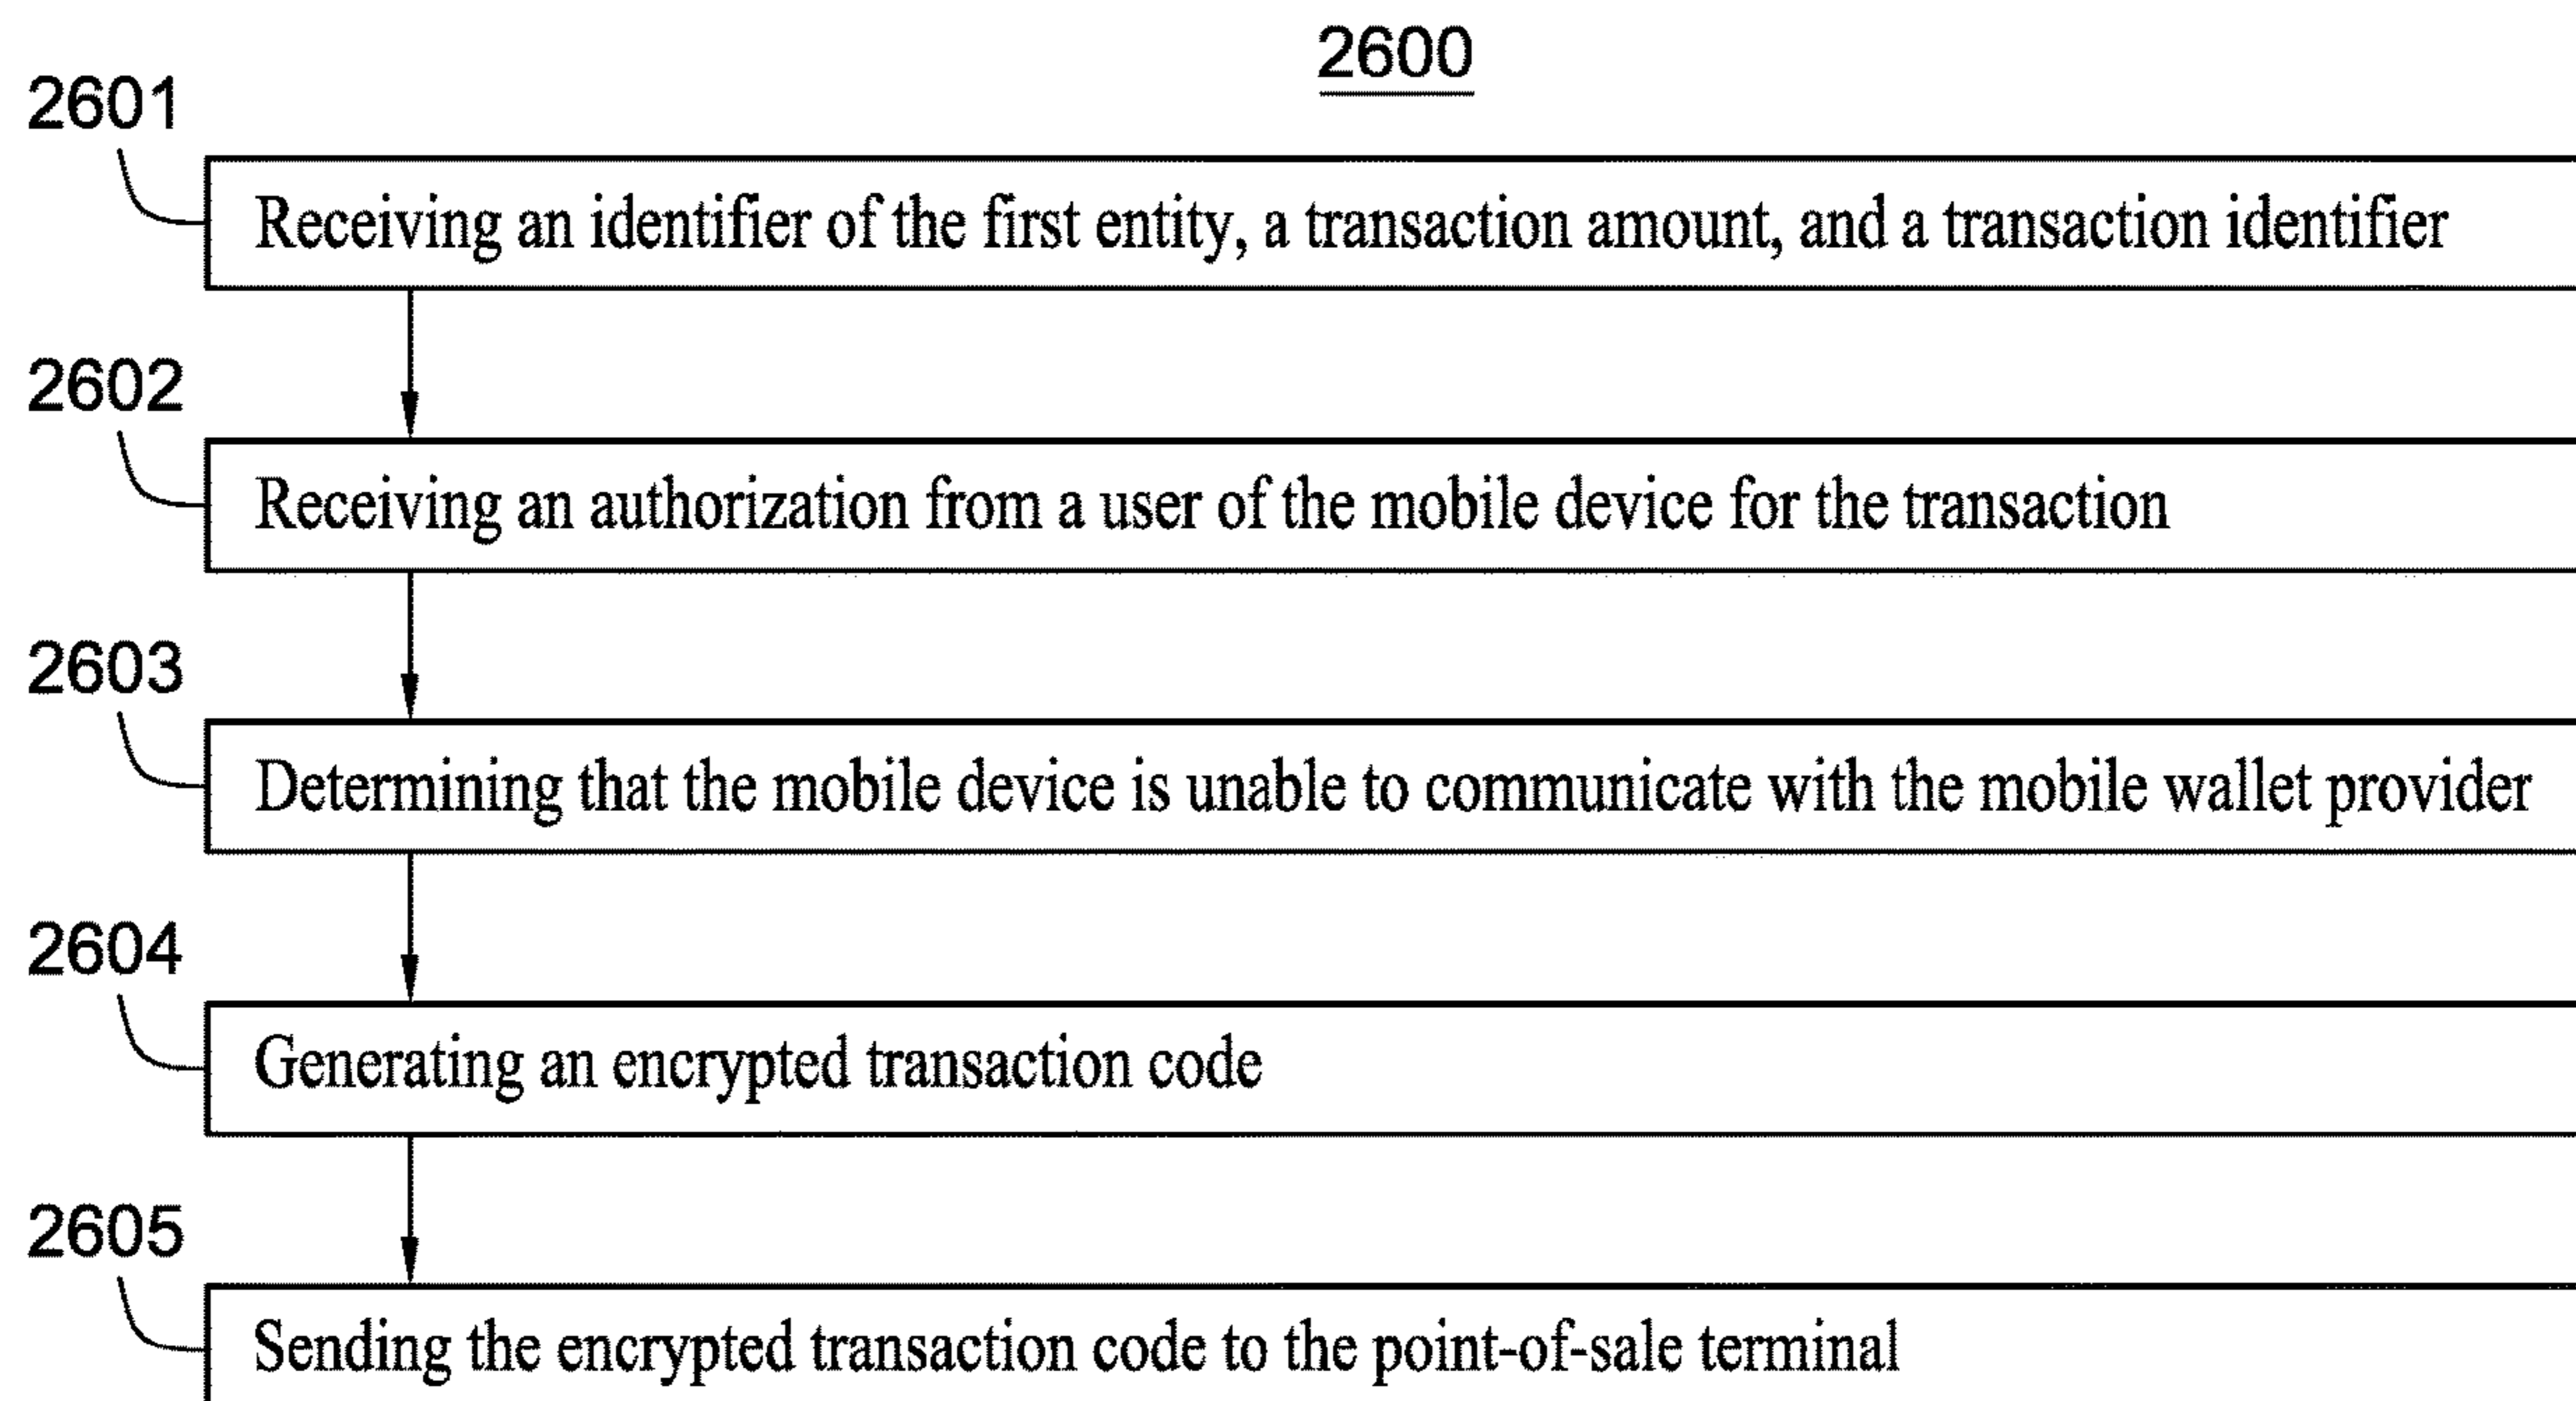 2600
2601
Receiving an identifier of the first entity, a transaction amount, and a transaction identifier
2602
Receiving an authorization from a user of the mobile device for the transaction
2603
Determining that the mobile device is unable to communicate with the mobile wallet provider
2604
Generating an encrypted transaction code
2605
Sending the encrypted transaction code to the point-of-sale terminal